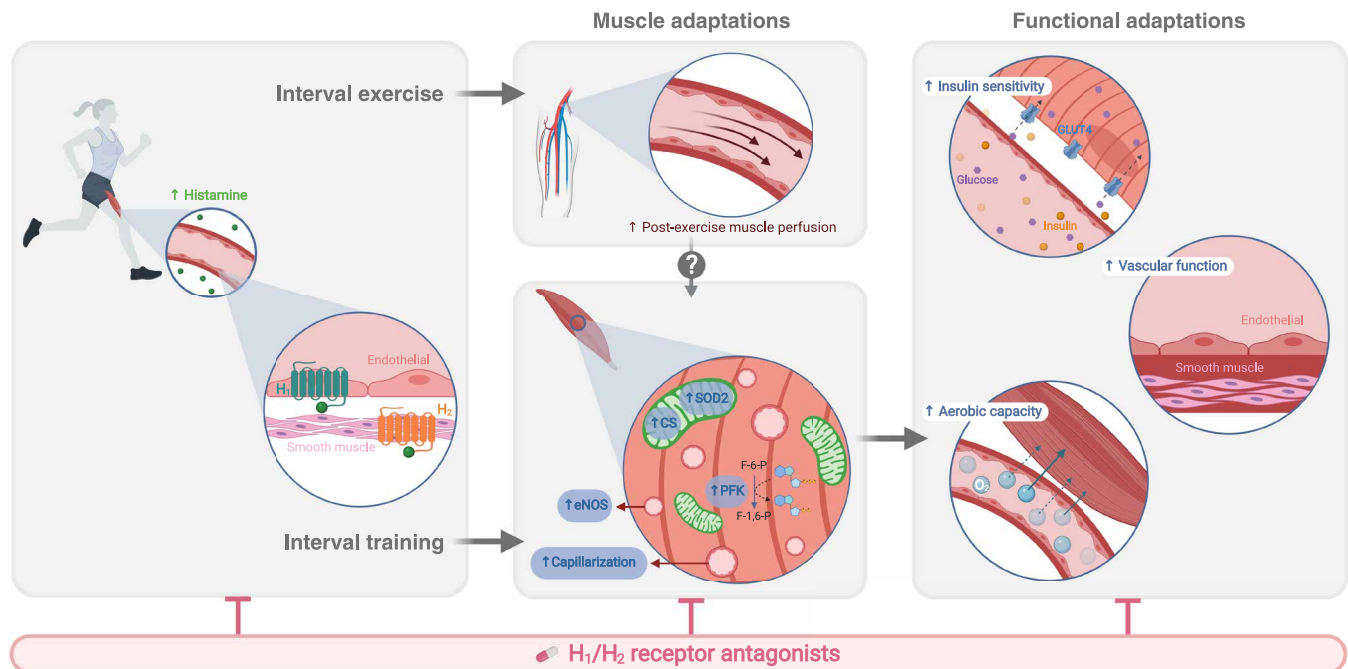 Muscle adaptations
Functional adaptations
Interval exercise
↑ Histamine
Endothelial
H₁
H₂
Smooth muscle
Interval training
↑ Post-exercise muscle perfusion
?
↑SOD2
↑CS
F-6-P
↑PFK
F-1,6-P
↑eNOS
↑Capillarization
↑ Insulin sensitivity
GLUT4
Glucose
Insulin
↑ Vascular function
Endothelial
Smooth muscle
↑ Aerobic capacity
O₂
H₁/H₂ receptor antagonists